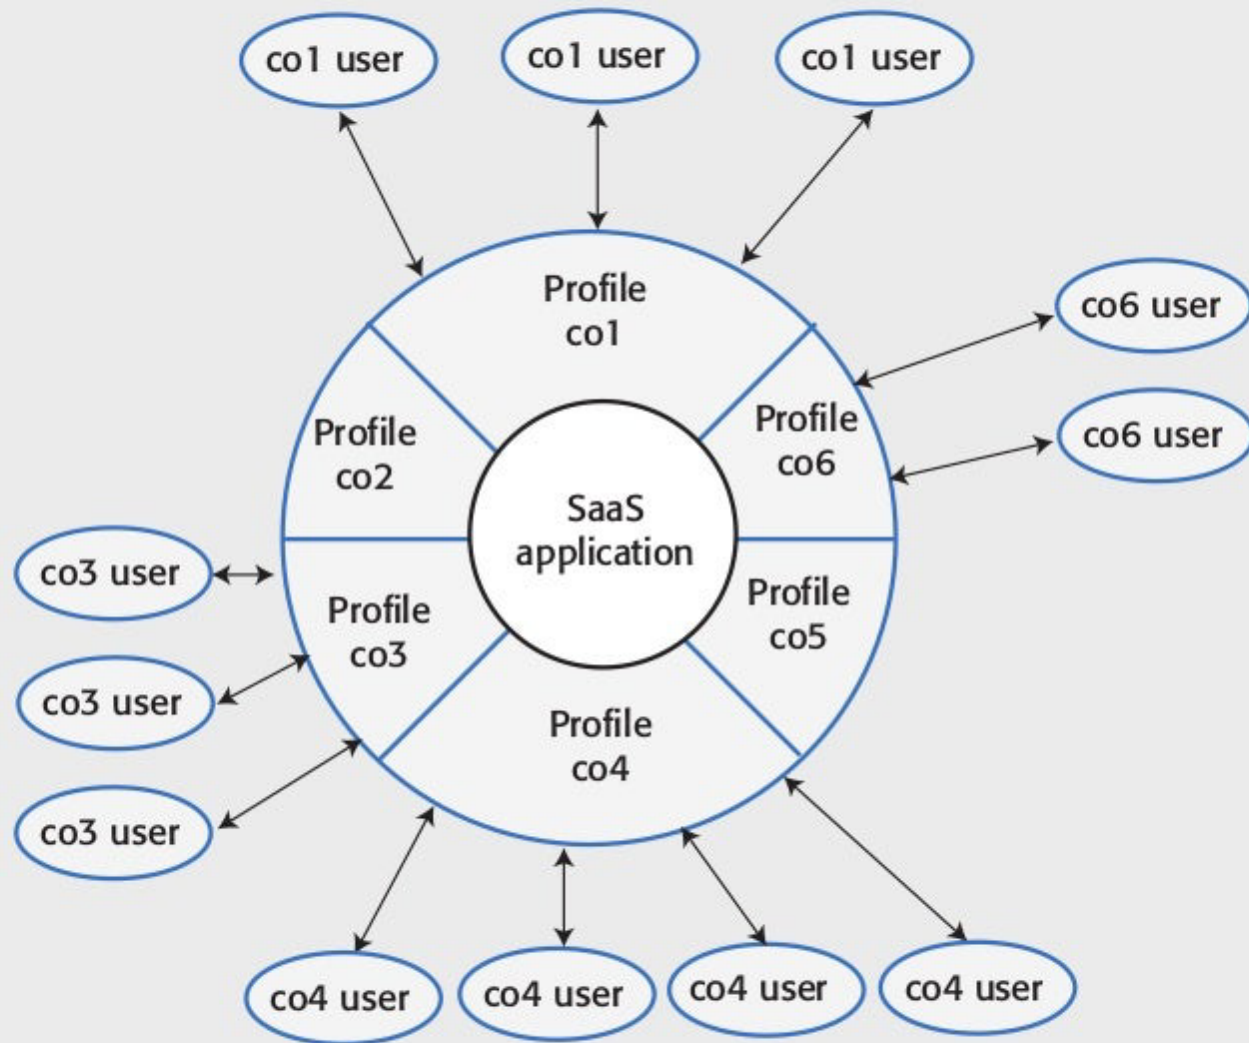 co1 user
co1 user
co1 user
Profile
co1
co6 user
co6 user
Profile
co2
Profile
co6
SaaS
application
co3 user
co3 user
co3 user
Profile
co3
Profile
co5
Profile
co4
co4 user
co4 user
co4 user
co4 user